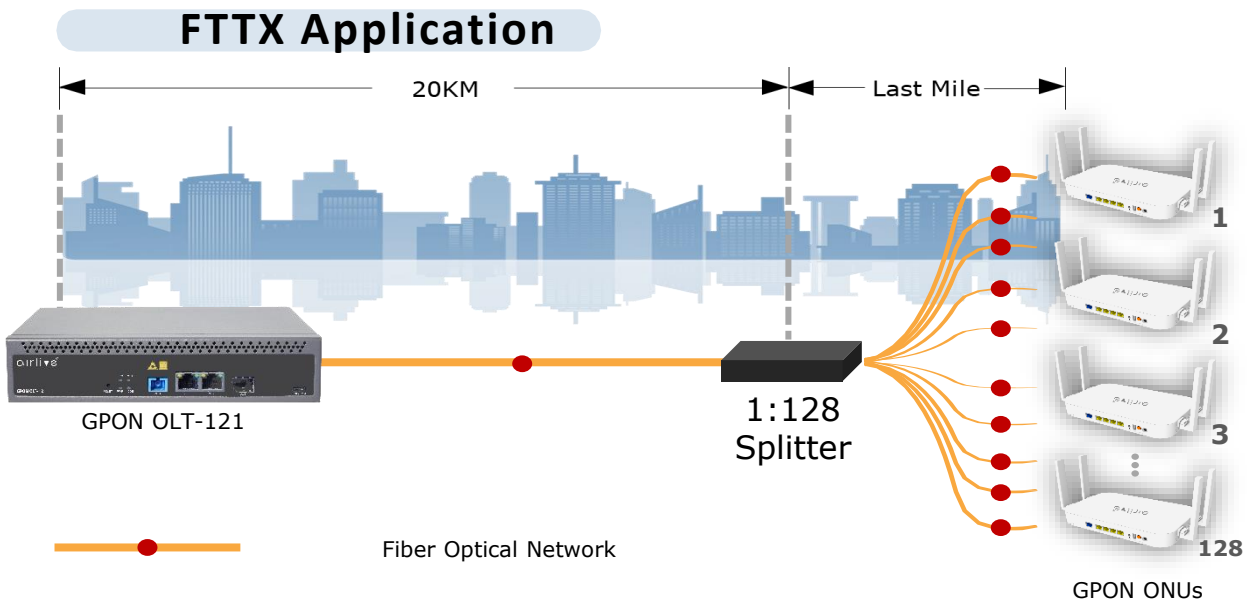 FTTX Application
20KM
Last Mile
1
2
airlive
GPON OLT-121
1:128
Splitter
3
128
Fiber Optical Network
GPON ONUs